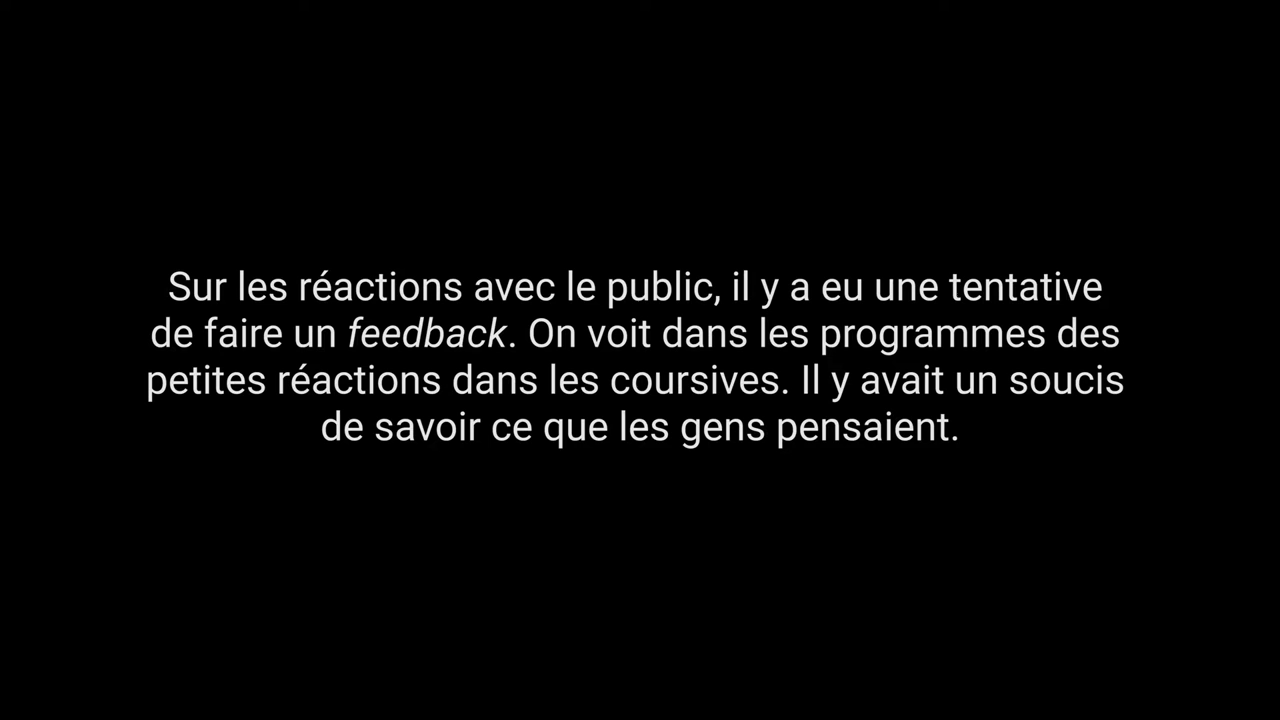 Sur les réactions avec le public, il y a eu une tentative
de faire un feedback. On voit dans les programmes des
petites réactions dans les coursives. Il y avait un soucis
de savoir ce que les gens pensaient.